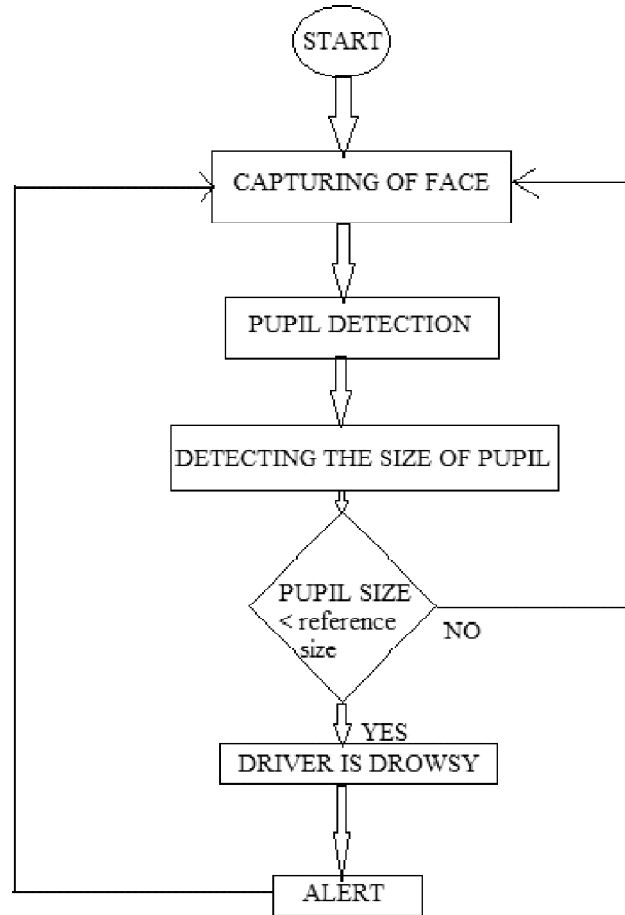 START
CAPTURING OF FACE
PUPIL DETECTION
DETECTING THE SIZE OF PUPIL
PUPIL SIZE
< reference
size
NO
YES
DRIVER IS DROWSY
ALERT